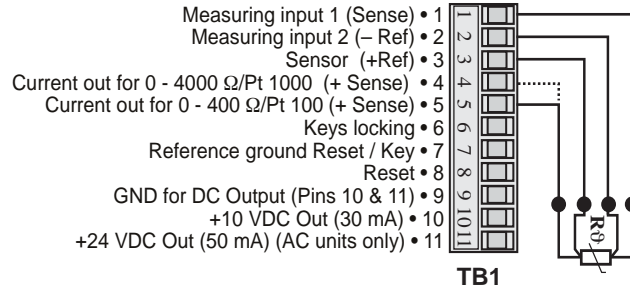 Measuring input 1 (Sense) • 1
Measuring input 2 (– Ref) • 2
Sensor (+Ref) • 3
Current out for 0 - 4000 Ω/Pt 1000 (+ Sense) • 4
Current out for 0 - 400 Ω/Pt 100 (+ Sense) • 5
Keys locking • 6
Reference ground Reset / Key • 7
Reset • 8
GND for DC Output (Pins 10 & 11) • 9
+10 VDC Out (30 mA) • 10
+24 VDC Out (50 mA) (AC units only) • 11
1
2
3
4
5
6
7
8
9
10
11
Rϑ
TB1